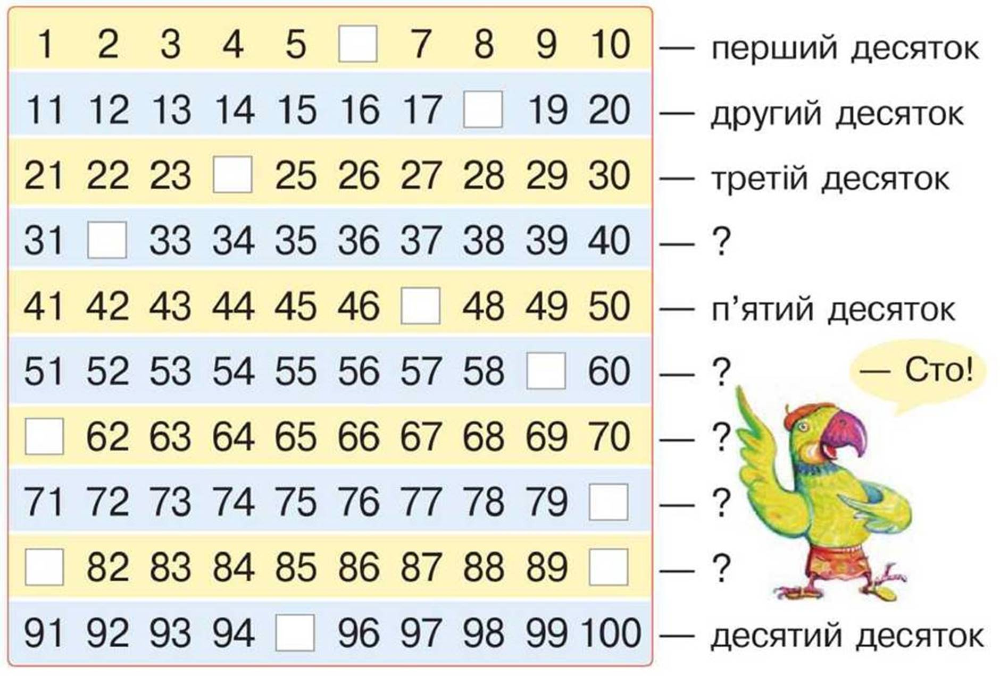 1 2 3 4 5 7 8 9 10 — перший десяток
11 12 13 14 15 16 17 19 20 — другий десяток
21 22 23 25 26 27 28 29 30 — третій десяток
31 33 34 35 36 37 38 39 40 — ?
41 42 43 44 45 46 48 49 50 — п’ятий десяток
51 52 53 54 55 56 57 58 60 — ?
— Сто!
62 63 64 65 66 67 68 69 70 — ?
71 72 73 74 75 76 77 78 79 — ?
82 83 84 85 86 87 88 89 — ?
91 92 93 94 96 97 98 99 100 — десятий десяток